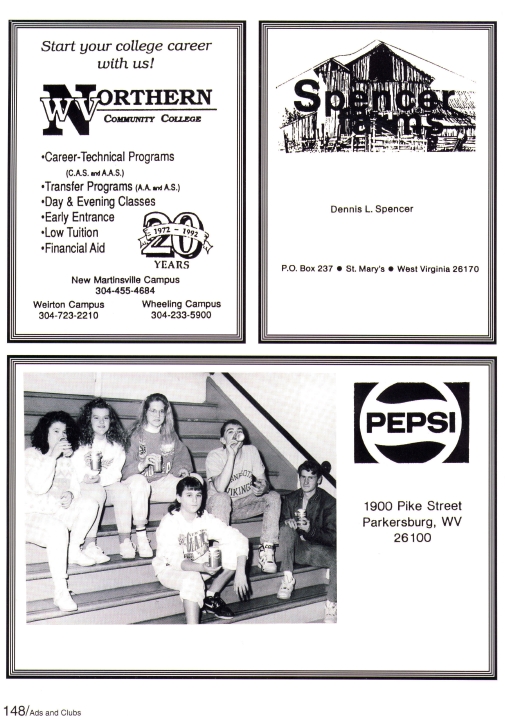 Start your college career
with us!
WV NORTHERN
COMMUNITY COLLEGE
•Career-Technical Programs
(C.A.S. and A.A.S.)
•Transfer Programs (A.A. and A.S.)
•Day & Evening Classes
•Early Entrance
•Low Tuition
•Financial Aid
20
1972 - 1992
YEARS
New Martinsville Campus
304-455-4684
Weirton Campus Wheeling Campus
304-723-2210 304-233-5900
Spencer
farms
Dennis L. Spencer
P.O. Box 237 ● St. Mary's ● West Virginia 26170
PEPSI
1900 Pike Street
Parkersburg, WV
26100
VIKINGS
148/Ads and Clubs